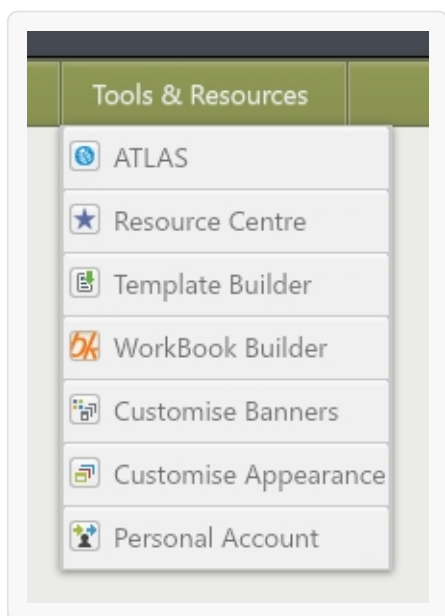 Tools & Resources
ATLAS
Resource Centre
Template Builder
WorkBook Builder
Customise Banners
Customise Appearance
Personal Account